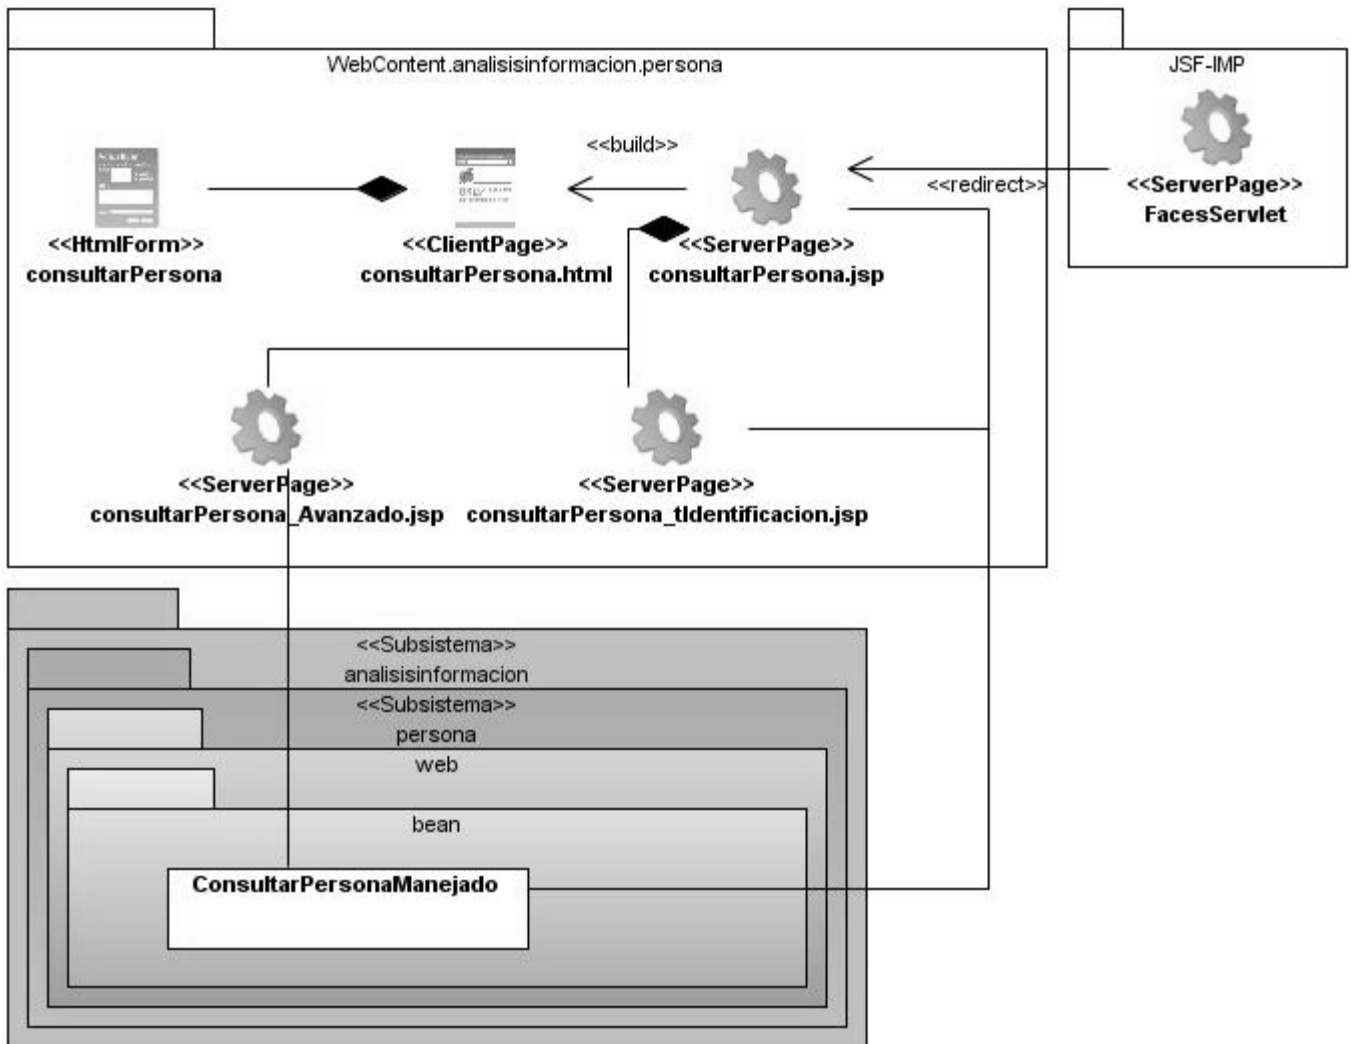 WebContent.analisisinformacion.persona
JSF-IMP
<<build>>
<<redirect>>
<<HtmlForm>>
consultarPersona
<<ClientPage>>
consultarPersona.html
<<ServerPage>>
consultarPersona.jsp
<<ServerPage>>
FacesServlet
<<ServerPage>>
consultarPersona_Avanzado.jsp
<<ServerPage>>
consultarPersona_tIdentificacion.jsp
<<Subsistema>>
analisisinformacion
<<Subsistema>>
persona
web
bean
ConsultarPersonaManejado